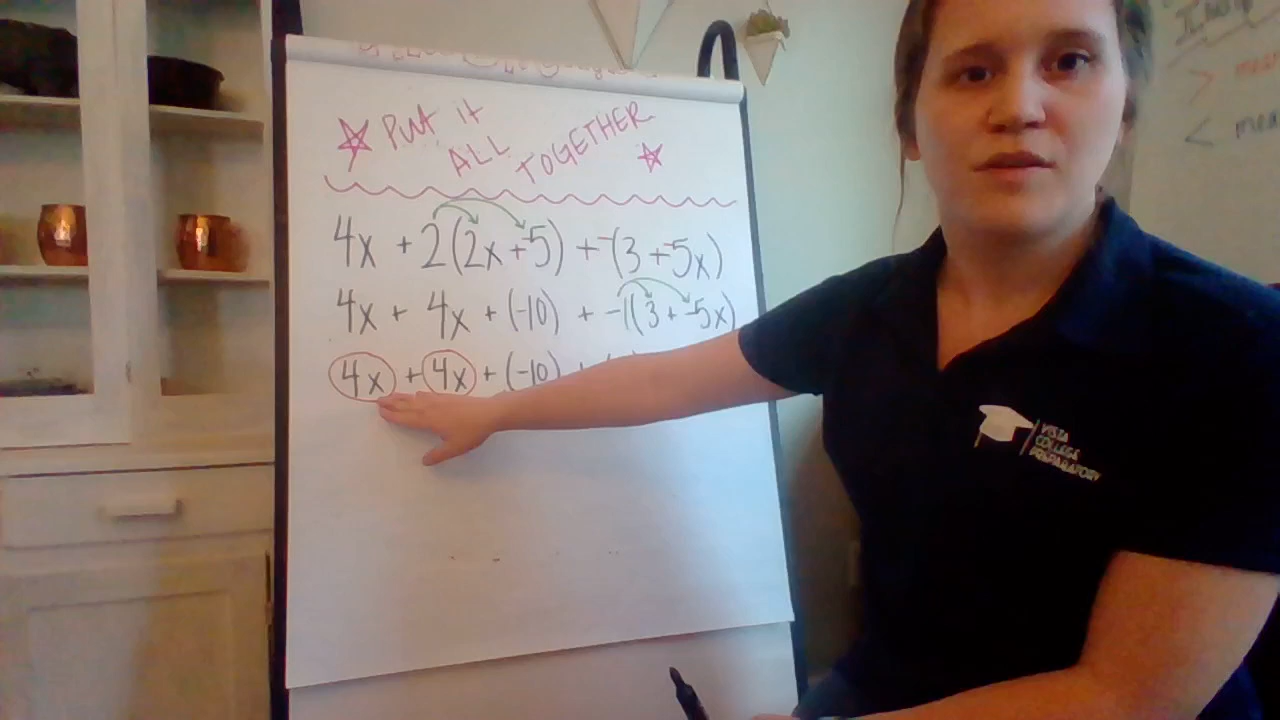 PUT it
ALL TOGETHER
4x + 2(2x + -5) + -(3 + -5x)
4x + 4x + (-10) + -1(3 + -5x)
4x + 4x + (-10) +
>
<
VISTA
COLLEGE
PREPARATORY